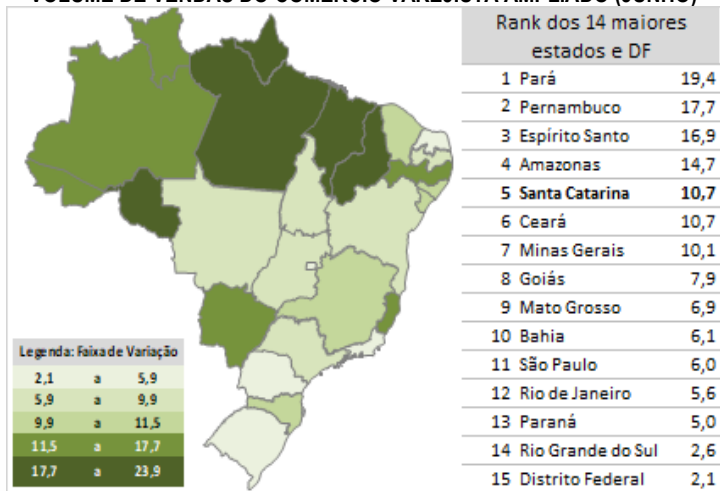 VOLUME DE VENDAS DO COMÉRCIO VAREJISTA AMPLIADO (JUNHO)
Rank dos 14 maiores
estados e DF
1 Pará 19,4
2 Pernambuco 17,7
3 Espírito Santo 16,9
4 Amazonas 14,7
5 Santa Catarina 10,7
6 Ceará 10,7
7 Minas Gerais 10,1
8 Goiás 7,9
9 Mato Grosso 6,9
10 Bahia 6,1
11 São Paulo 6,0
12 Rio de Janeiro 5,6
13 Paraná 5,0
14 Rio Grande do Sul 2,6
15 Distrito Federal 2,1
Legenda: Faixa de Variação
2,1 a 5,9
5,9 a 9,9
9,9 a 11,5
11,5 a 17,7
17,7 a 23,9